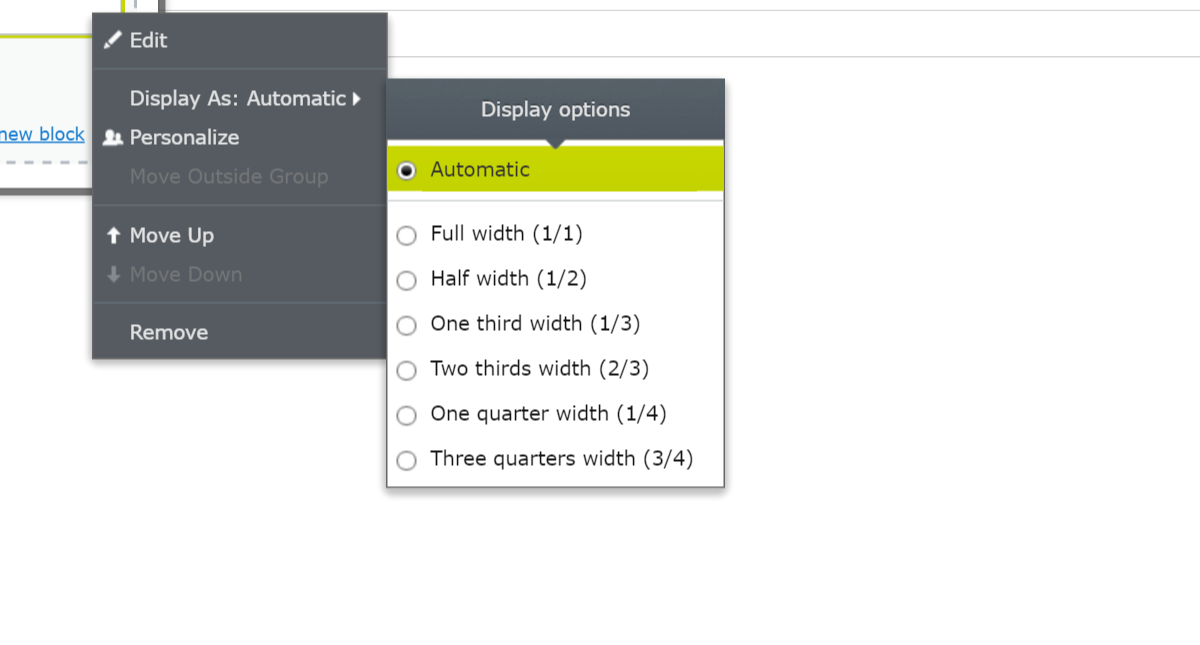 Edit
Display As: Automatic
new block
Personalize
Move Outside Group
Move Up
Move Down
Remove
Display options
Automatic
Full width (1/1)
Half width (1/2)
One third width (1/3)
Two thirds width (2/3)
One quarter width (1/4)
Three quarters width (3/4)